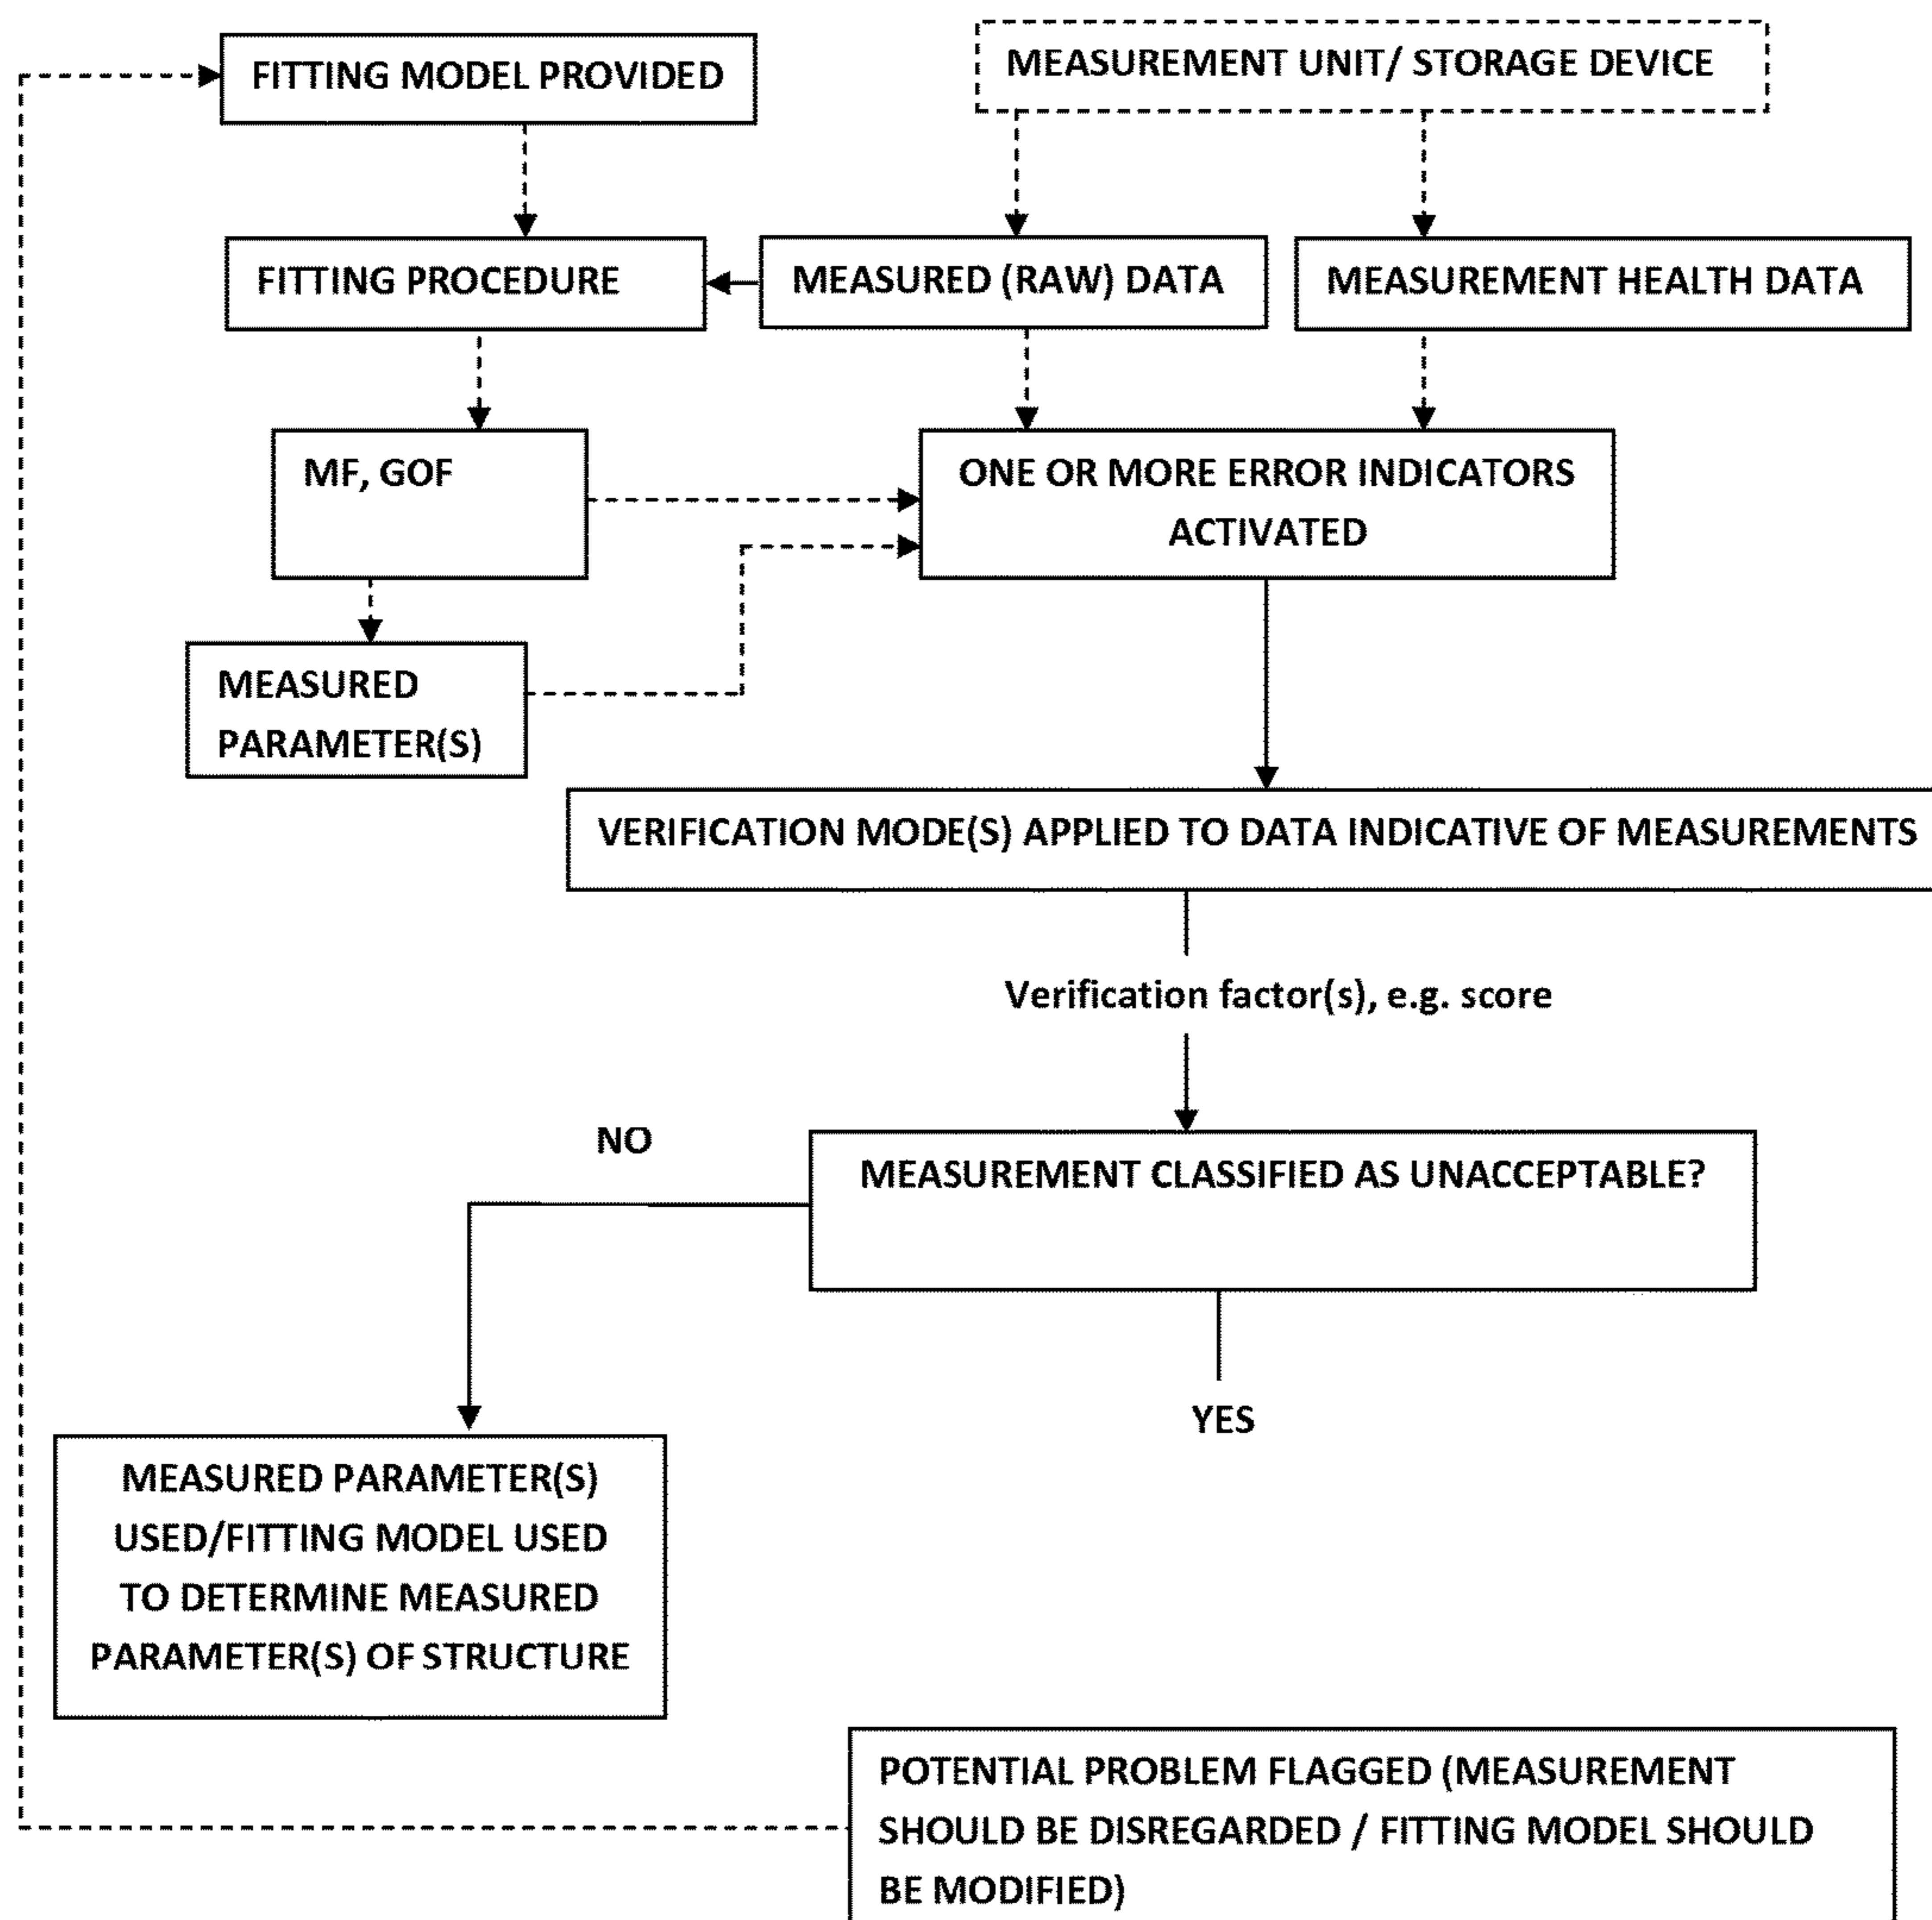 FITTING MODEL PROVIDED
MEASUREMENT UNIT/ STORAGE DEVICE
FITTING PROCEDURE
MEASURED (RAW) DATA
MEASUREMENT HEALTH DATA
MF, GOF
ONE OR MORE ERROR INDICATORS
ACTIVATED
MEASURED
PARAMETER(S)
VERIFICATION MODE(S) APPLIED TO DATA INDICATIVE OF MEASUREMENTS
Verification factor(s), e.g. score
NO
MEASUREMENT CLASSIFIED AS UNACCEPTABLE?
YES
MEASURED PARAMETER(S)
USED/FITTING MODEL USED
TO DETERMINE MEASURED
PARAMETER(S) OF STRUCTURE
POTENTIAL PROBLEM FLAGGED (MEASUREMENT
SHOULD BE DISREGARDED / FITTING MODEL SHOULD
BE MODIFIED)